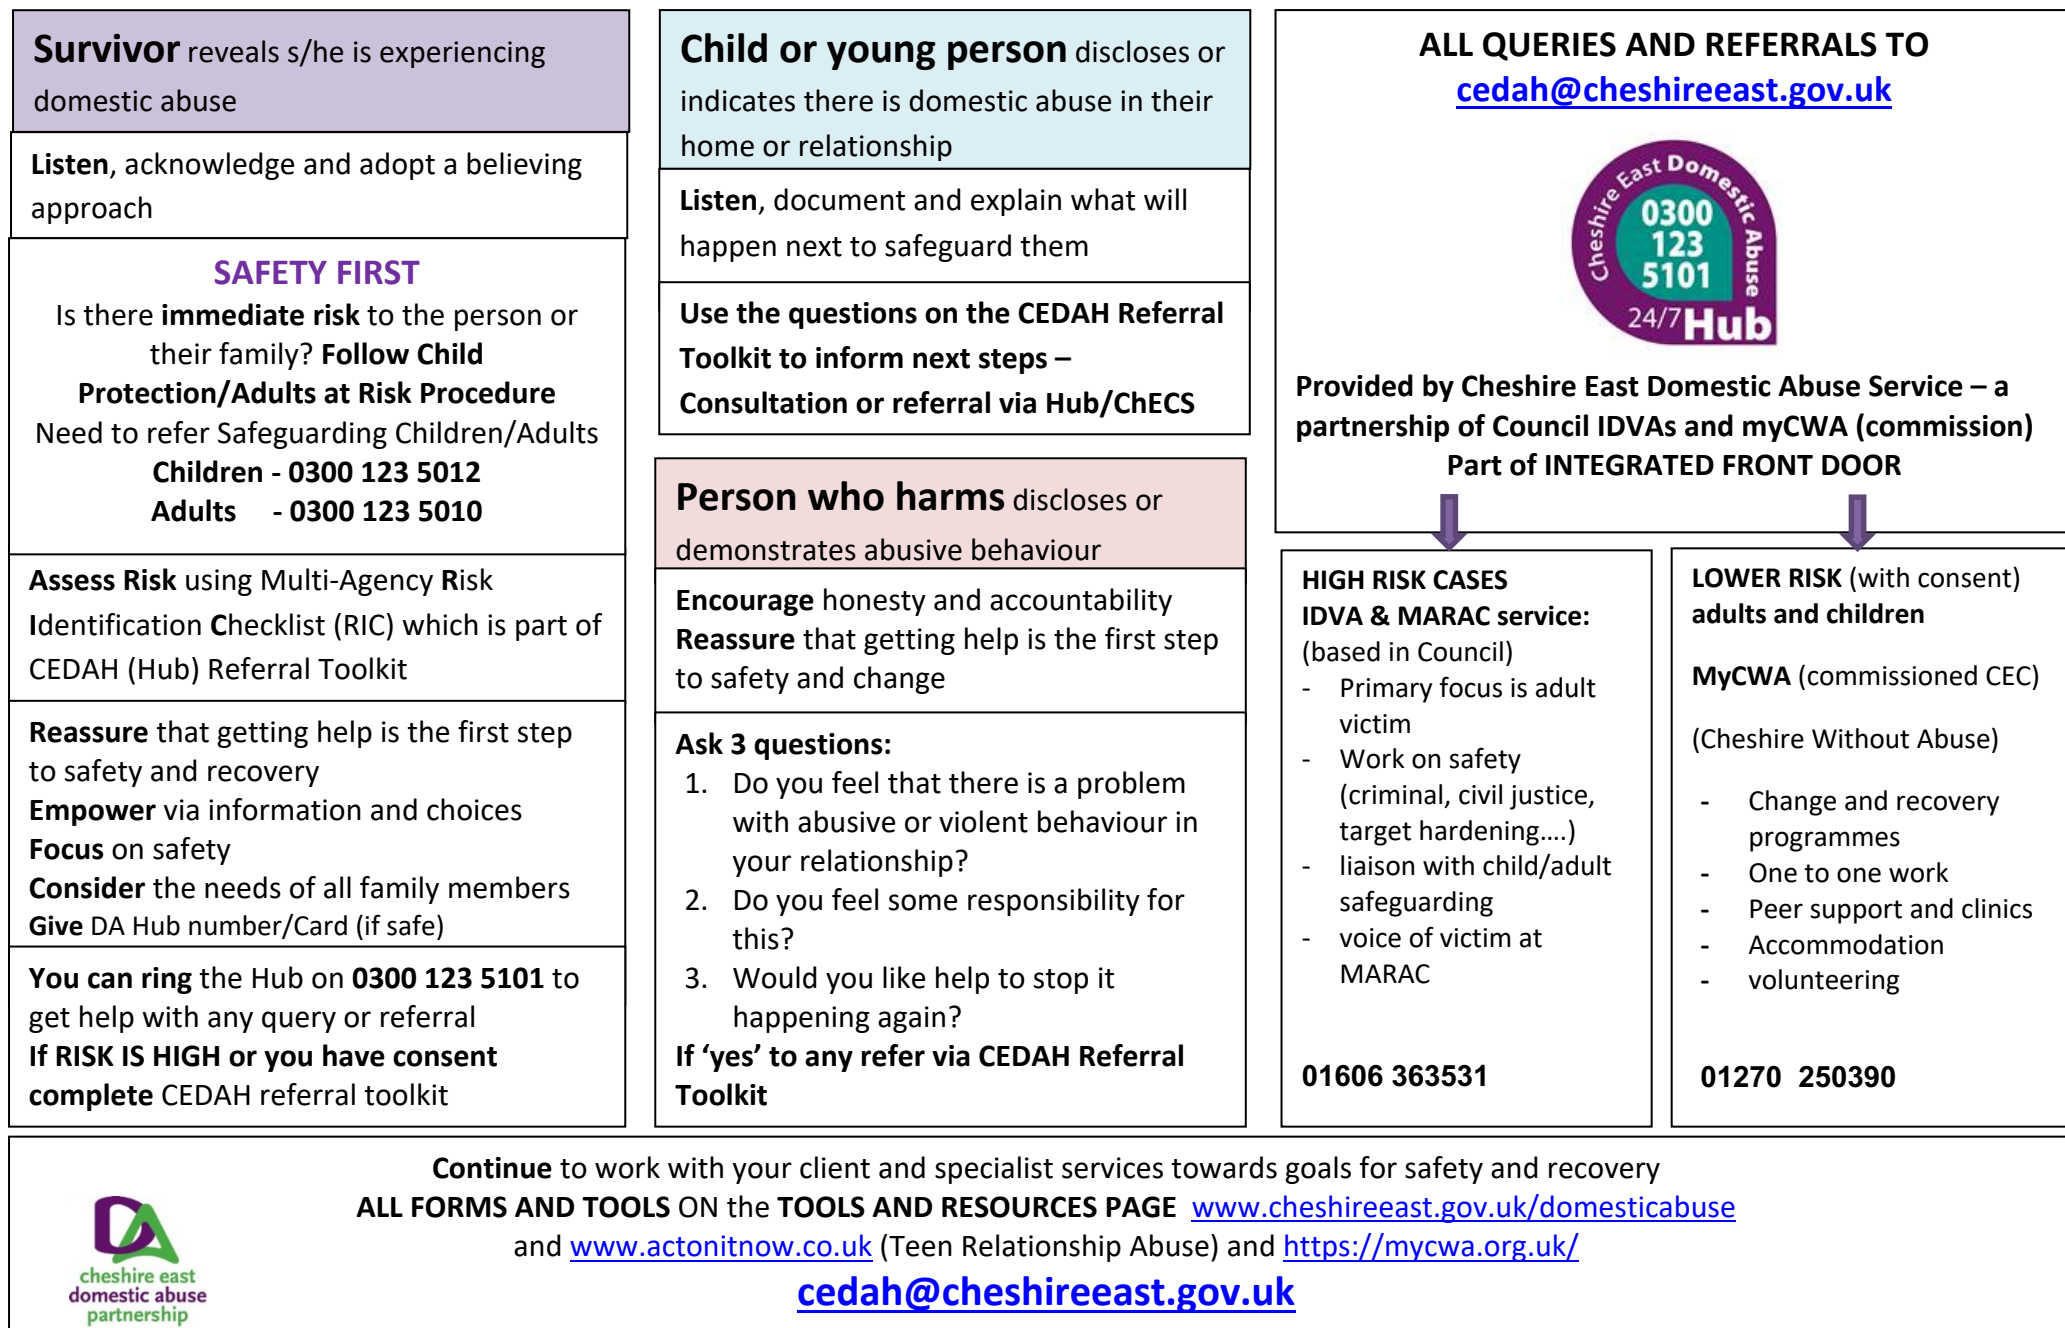 Survivor reveals s/he is experiencing
domestic abuse
Listen, acknowledge and adopt a believing
approach
SAFETY FIRST
Is there immediate risk to the person or
their family? Follow Child
Protection/Adults at Risk Procedure
Need to refer Safeguarding Children/Adults
Children - 0300 123 5012
Adults - 0300 123 5010
Assess Risk using Multi-Agency Risk
Identification Checklist (RIC) which is part of
CEDAH (Hub) Referral Toolkit
Reassure that getting help is the first step
to safety and recovery
Empower via information and choices
Focus on safety
Consider the needs of all family members
Give DA Hub number/Card (if safe)
You can ring the Hub on 0300 123 5101 to
get help with any query or referral
If RISK IS HIGH or you have consent
complete CEDAH referral toolkit
Child or young person discloses or
indicates there is domestic abuse in their
home or relationship
Listen, document and explain what will
happen next to safeguard them
Use the questions on the CEDAH Referral
Toolkit to inform next steps –
Consultation or referral via Hub/ChECS
Person who harms discloses or
demonstrates abusive behaviour
Encourage honesty and accountability
Reassure that getting help is the first step
to safety and change
Ask 3 questions:
1. Do you feel that there is a problem
with abusive or violent behaviour in
your relationship?
2. Do you feel some responsibility for
this?
3. Would you like help to stop it
happening again?
If ‘yes’ to any refer via CEDAH Referral
Toolkit
ALL QUERIES AND REFERRALS TO
cedah@cheshireeast.gov.uk
Cheshire East Domestic Abuse
0300
123
5101
24/7 Hub
Provided by Cheshire East Domestic Abuse Service – a
partnership of Council IDVAs and myCWA (commission)
Part of INTEGRATED FRONT DOOR
HIGH RISK CASES
IDVA & MARAC service:
(based in Council)
- Primary focus is adult
victim
- Work on safety
(criminal, civil justice,
target hardening….)
- liaison with child/adult
safeguarding
- voice of victim at
MARAC
01606 363531
LOWER RISK (with consent)
adults and children
MyCWA (commissioned CEC)
(Cheshire Without Abuse)
- Change and recovery
programmes
- One to one work
- Peer support and clinics
- Accommodation
- volunteering
01270 250390
Continue to work with your client and specialist services towards goals for safety and recovery
ALL FORMS AND TOOLS ON the TOOLS AND RESOURCES PAGE www.cheshireeast.gov.uk/domesticabuse
and www.actonitnow.co.uk (Teen Relationship Abuse) and https://mycwa.org.uk/
cedah@cheshireeast.gov.uk
DA
cheshire east
domestic abuse
partnership